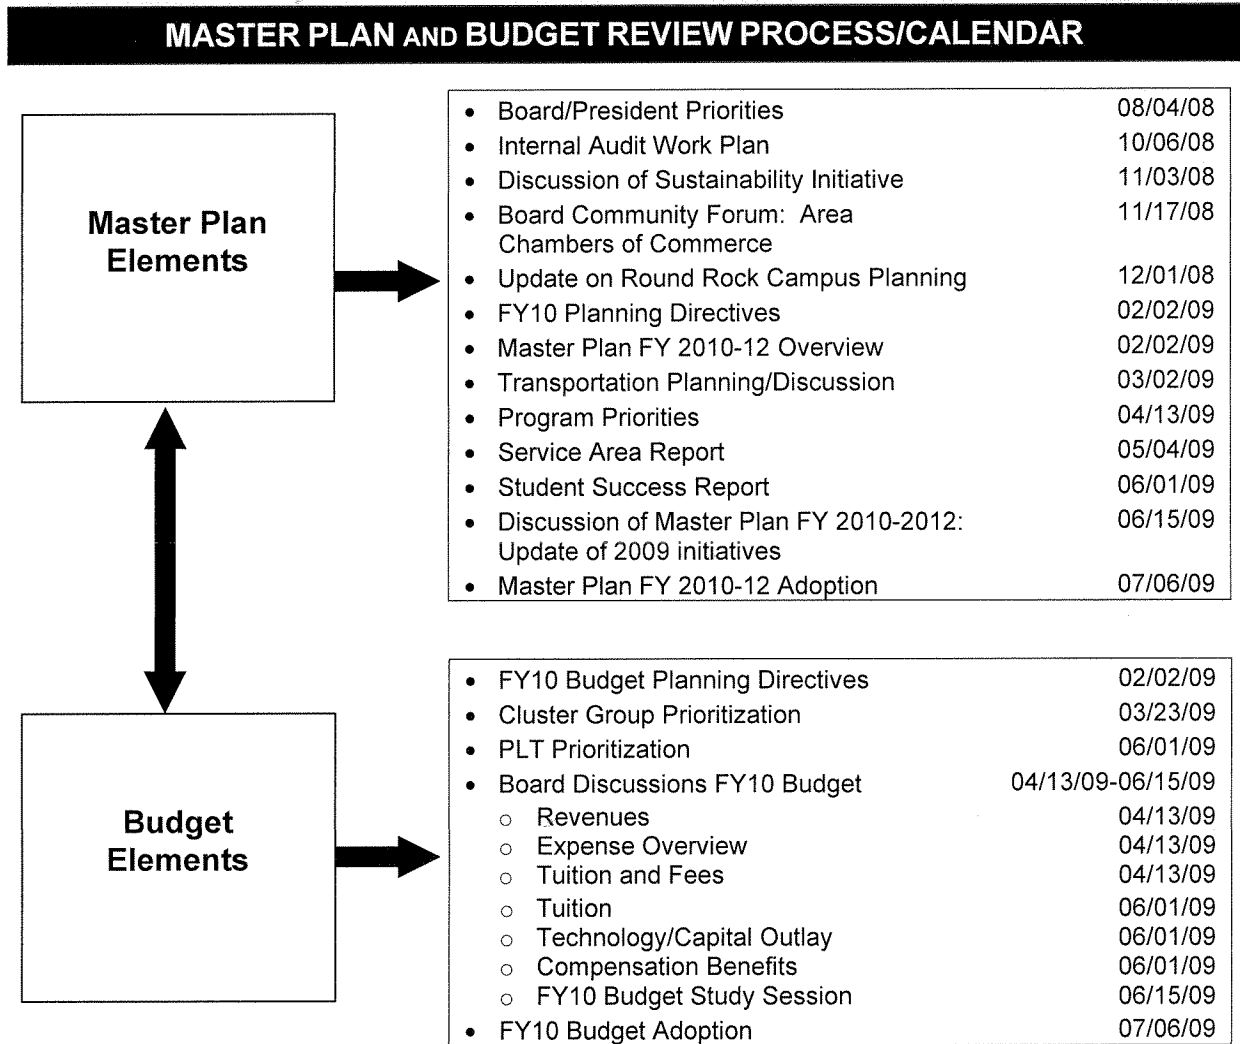 MASTER PLAN AND BUDGET REVIEW PROCESS/CALENDAR
Master Plan
Elements
• Board/President Priorities 08/04/08
• Internal Audit Work Plan 10/06/08
• Discussion of Sustainability Initiative 11/03/08
• Board Community Forum: Area 11/17/08
Chambers of Commerce
• Update on Round Rock Campus Planning 12/01/08
• FY10 Planning Directives 02/02/09
• Master Plan FY 2010-12 Overview 02/02/09
• Transportation Planning/Discussion 03/02/09
• Program Priorities 04/13/09
• Service Area Report 05/04/09
• Student Success Report 06/01/09
• Discussion of Master Plan FY 2010-2012: 06/15/09
Update of 2009 initiatives
• Master Plan FY 2010-12 Adoption 07/06/09
Budget
Elements
• FY10 Budget Planning Directives 02/02/09
• Cluster Group Prioritization 03/23/09
• PLT Prioritization 06/01/09
• Board Discussions FY10 Budget 04/13/09-06/15/09
○ Revenues 04/13/09
○ Expense Overview 04/13/09
○ Tuition and Fees 04/13/09
○ Tuition 06/01/09
○ Technology/Capital Outlay 06/01/09
○ Compensation Benefits 06/01/09
○ FY10 Budget Study Session 06/15/09
• FY10 Budget Adoption 07/06/09